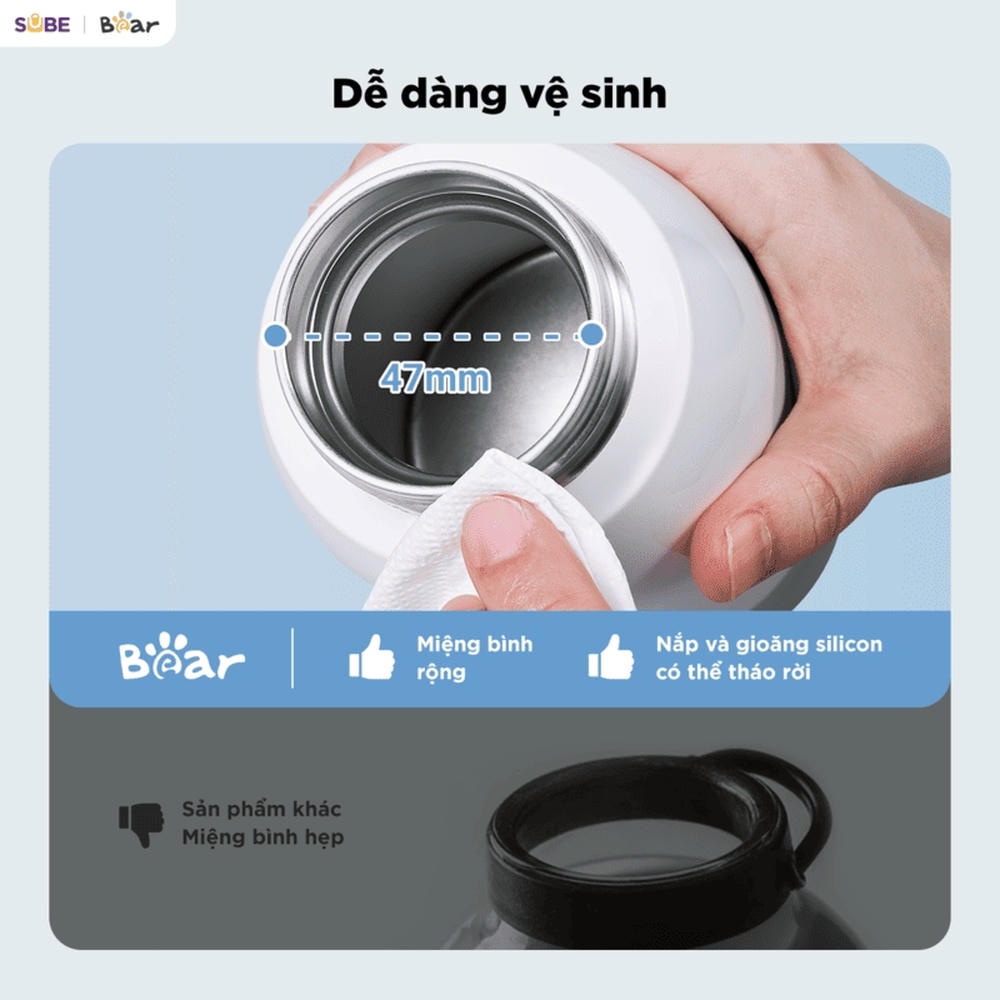 SUBE | Bear
Dễ dàng vệ sinh
47mm
Bear
Miệng bình
rộng
Nắp và gioăng silicon
có thể tháo rời
Sản phẩm khác
Miệng bình hẹp